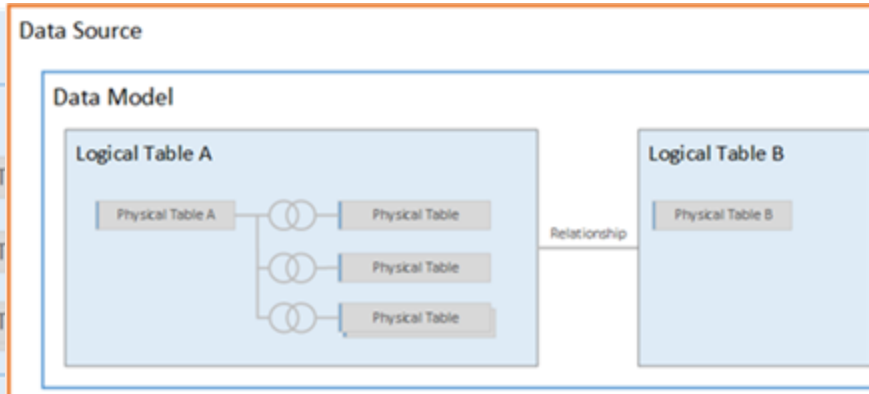 Data Source
Data Model
Logical Table A
Logical Table B
Physical Table A
Physical Table
Physical Table B
Relationship
Physical Table
Physical Table